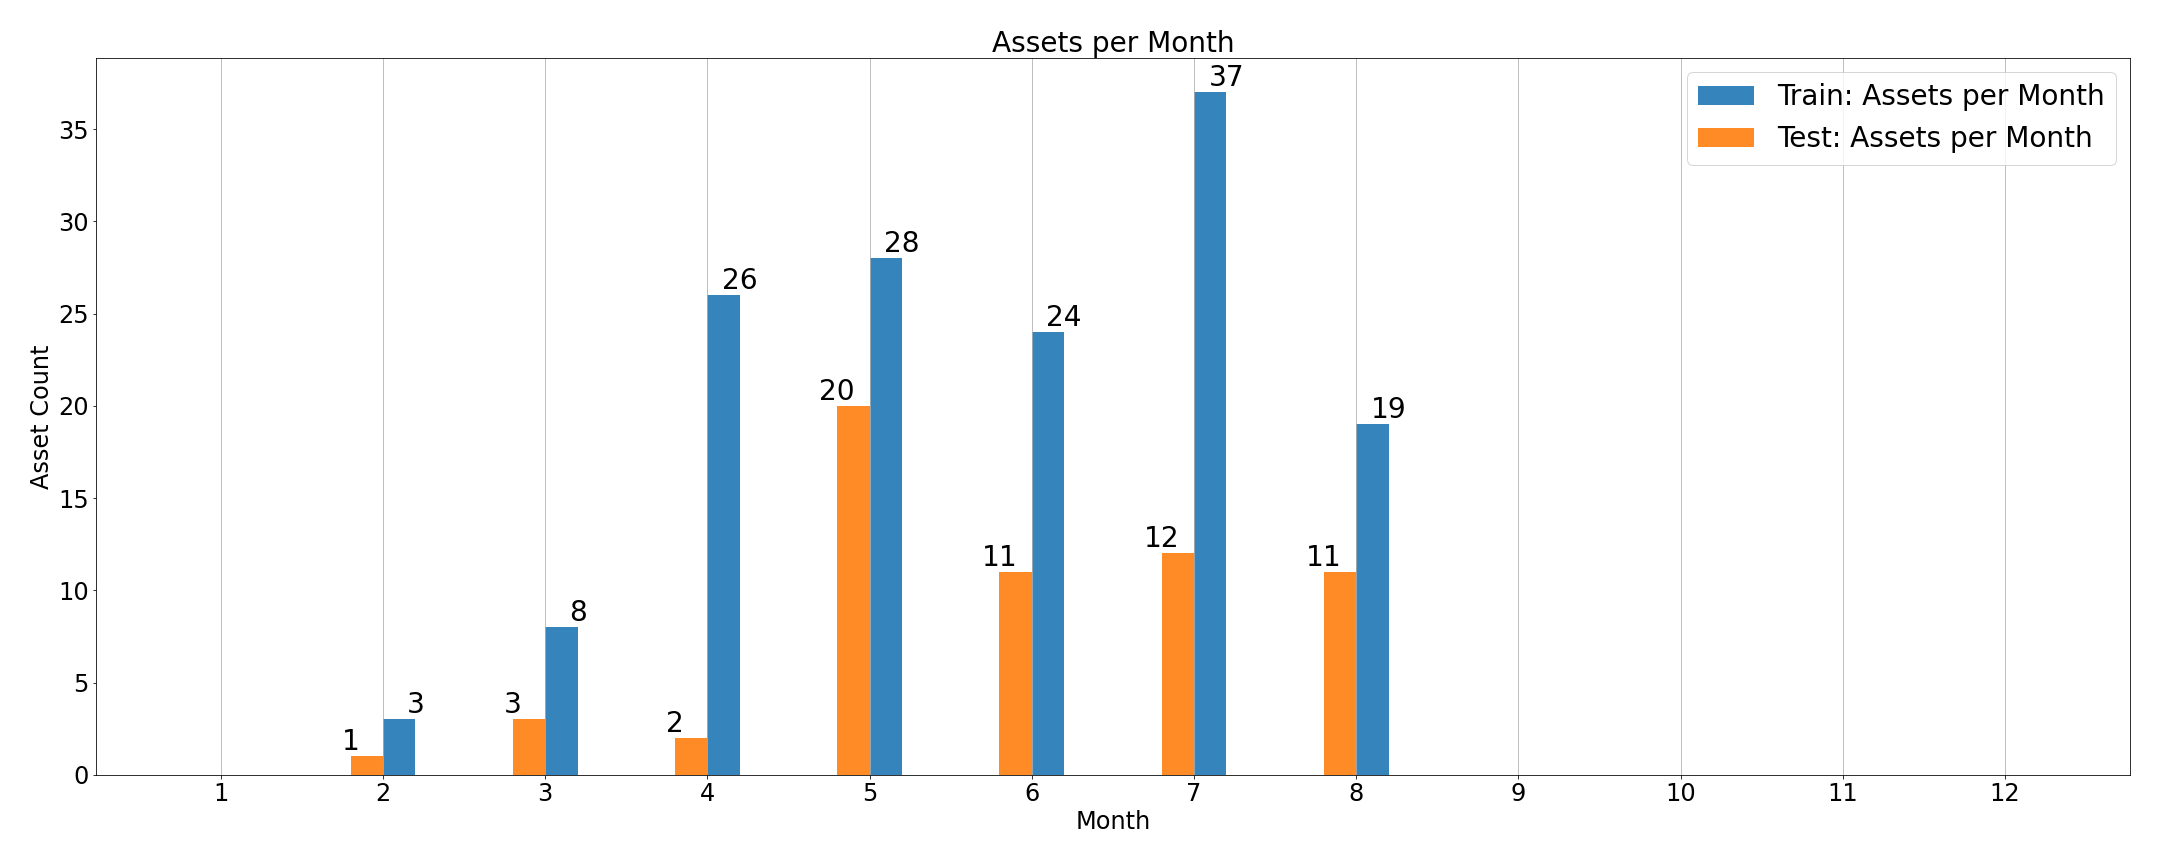 Assets per Month
Train: Assets per Month
Test: Assets per Month
Asset Count
35
30
25
20
15
10
5
0
1 3
3 8
2 26
20 28
11 24
12 37
11 19
1 2 3 4 5 6 7 8 9 10 11 12
Month